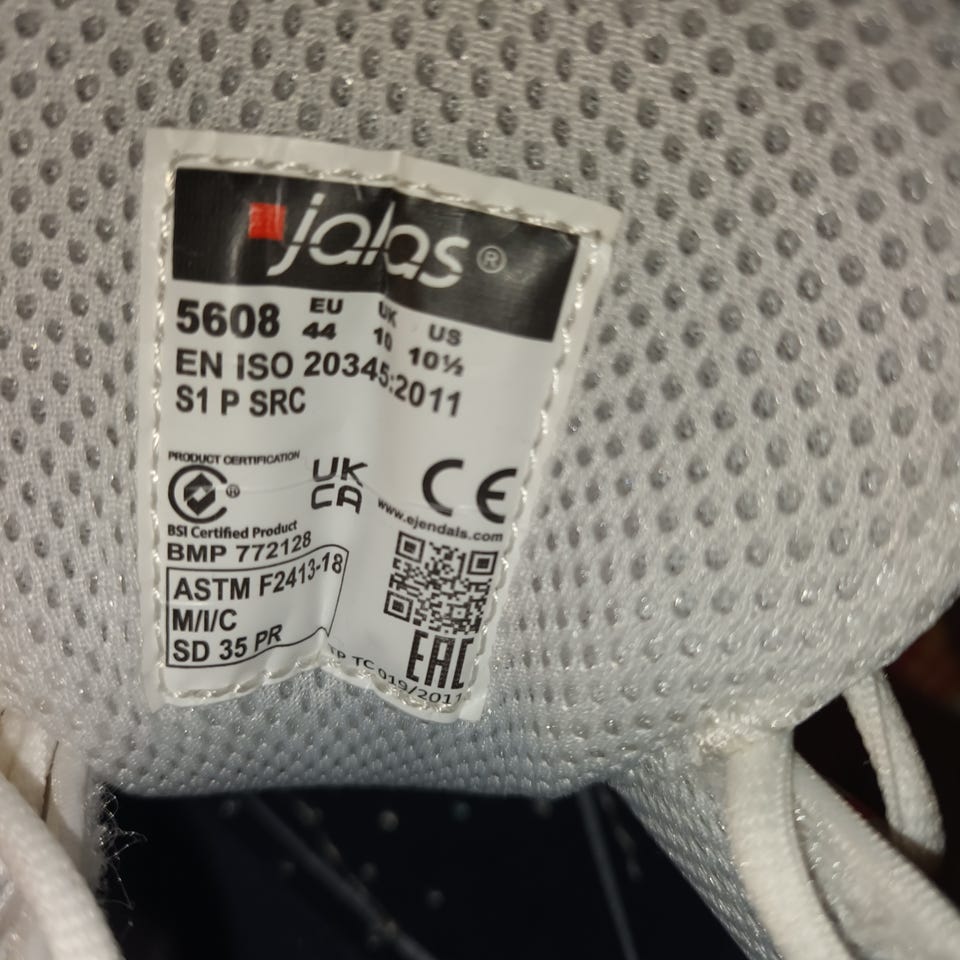 jalas®
5608 EU 44 UK 10 US 10½
EN ISO 20345:2011
S1 P SRC
PRODUCT CERTIFICATION
®
BSI Certified Product
UK
CA
CE
www.ejendals.com
BMP 772128
ASTM F2413-18
M/I/C
SD 35 PR
EAC
TP TC 019/2011